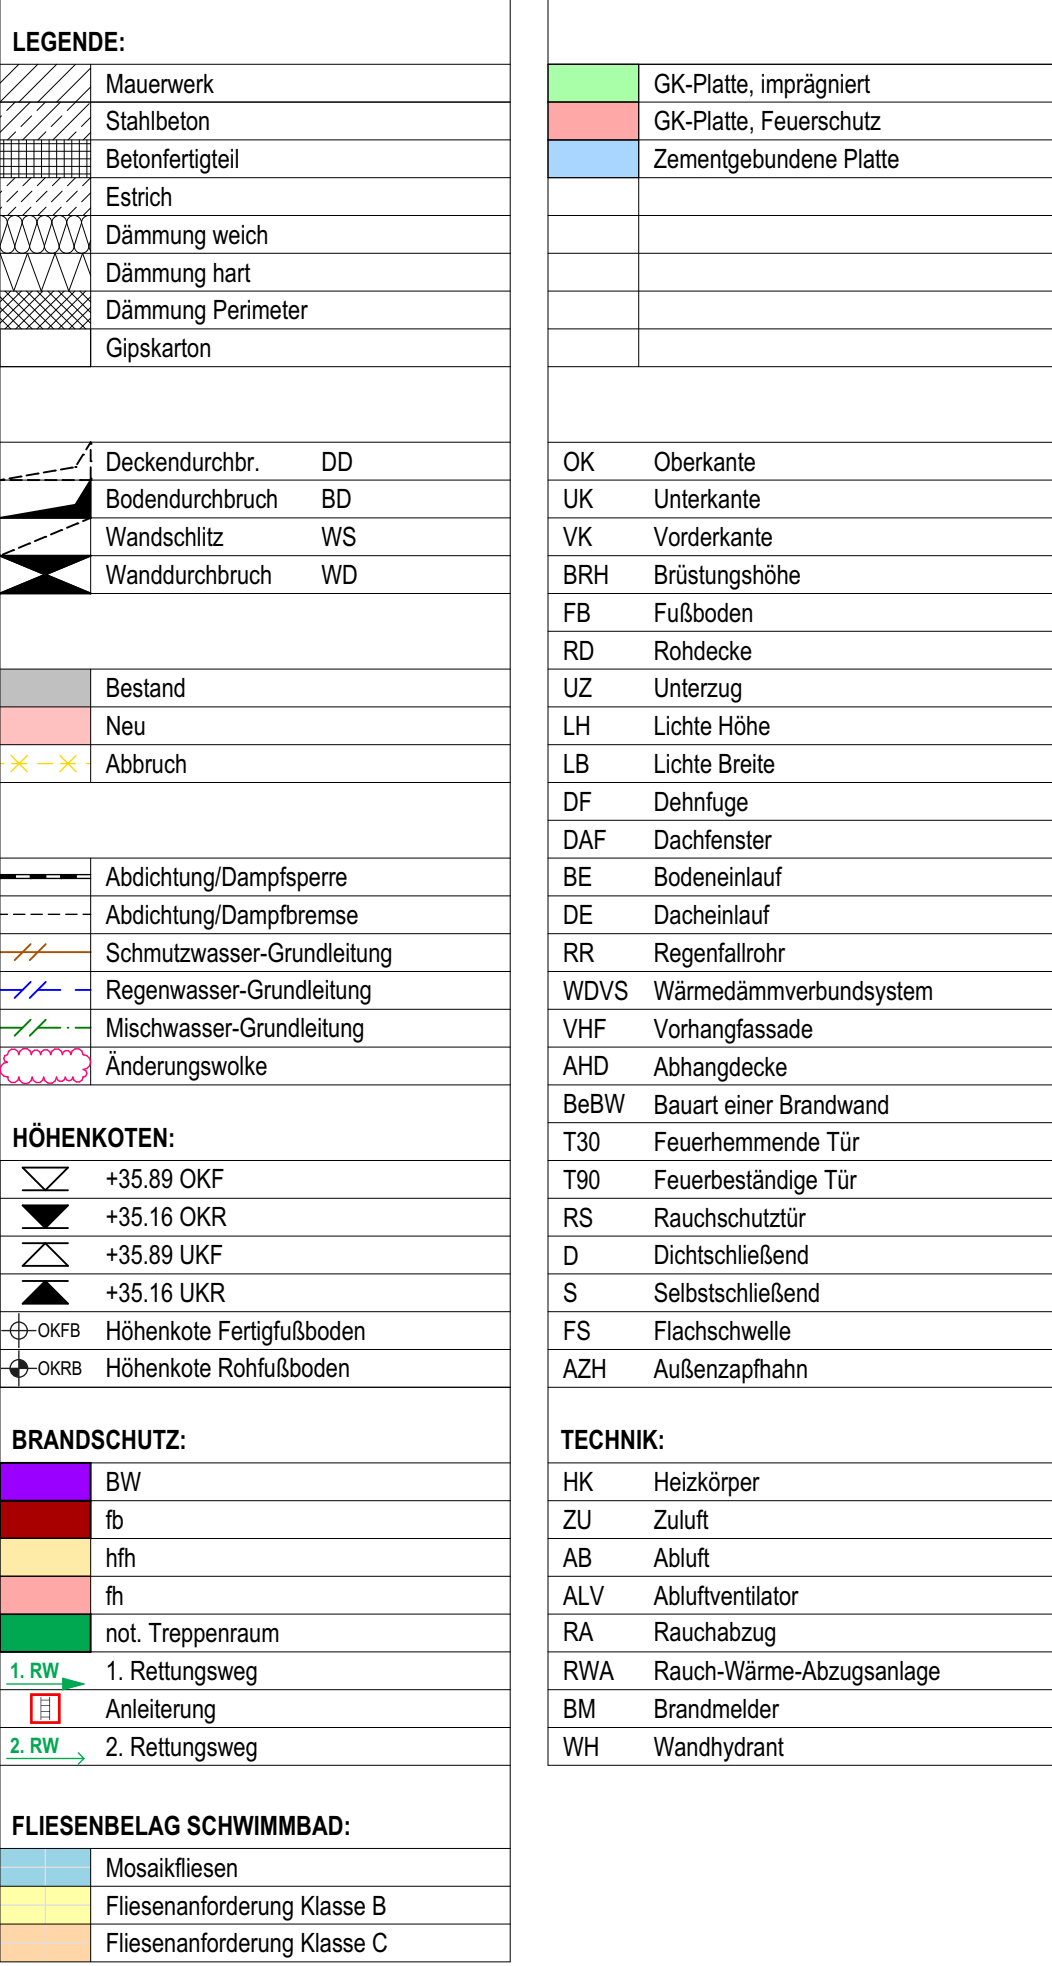 LEGENDE:
Mauerwerk
Stahlbeton
Betonfertigteil
Estrich
Dämmung weich
Dämmung hart
Dämmung Perimeter
Gipskarton
Deckendurchbr. DD
Bodendurchbruch BD
Wandschlitz WS
Wanddurchbruch WD
Bestand
Neu
Abbruch
Abdichtung/Dampfsperre
Abdichtung/Dampfbremse
Schmutzwasser-Grundleitung
Regenwasser-Grundleitung
Mischwasser-Grundleitung
Änderungswolke
HÖHENKOTEN:
+35.89 OKF
+35.16 OKR
+35.89 UKF
+35.16 UKR
OKFB Höhenkote Fertigfußboden
OKRB Höhenkote Rohfußboden
BRANDSCHUTZ:
BW
fb
hfh
fh
not. Treppenraum
1. RW 1. Rettungsweg
Anleiterung
2. RW 2. Rettungsweg
FLIESENBELAG SCHWIMMBAD:
Mosaikfliesen
Fliesenanforderung Klasse B
Fliesenanforderung Klasse C
GK-Platte, imprägniert
GK-Platte, Feuerschutz
Zementgebundene Platte
OK Oberkante
UK Unterkante
VK Vorderkante
BRH Brüstungshöhe
FB Fußboden
RD Rohdecke
UZ Unterzug
LH Lichte Höhe
LB Lichte Breite
DF Dehnfuge
DAF Dachfenster
BE Bodeneinlauf
DE Dacheinlauf
RR Regenfallrohr
WDVS Wärmedämmverbundsystem
VHF Vorhangfassade
AHD Abhangdecke
BeBW Bauart einer Brandwand
T30 Feuerhemmende Tür
T90 Feuerbeständige Tür
RS Rauchschutztür
D Dichtschließend
S Selbstschließend
FS Flachschwelle
AZH Außenzapfhahn
TECHNIK:
HK Heizkörper
ZU Zuluft
AB Abluft
ALV Abluftventilator
RA Rauchabzug
RWA Rauch-Wärme-Abzugsanlage
BM Brandmelder
WH Wandhydrant